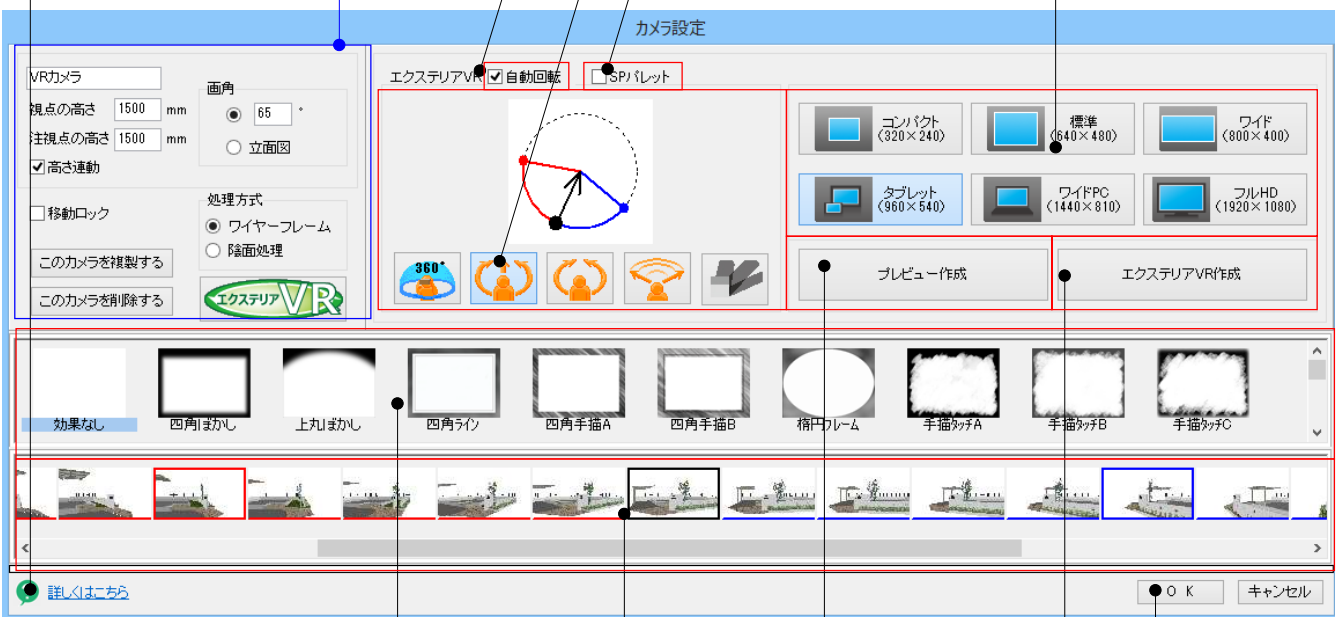 カメラ設定
VRカメラ
視点の高さ 1500 mm
注視点の高さ 1500 mm
高さ連動
移動ロック
このカメラを複製する
このカメラを削除する
画角
65 °
立面図
処理方式
ワイヤーフレーム
陰面処理
エクステリアVR
エクステリアVR 自動回転 SPパレット
360°
コンパクト
(320×240)
標準
(640×480)
ワイド
(800×400)
タブレット
(960×540)
ワイドPC
(1440×810)
フルHD
(1920×1080)
プレビュー作成
エクステリアVR作成
効果なし
四角ぼかし
上丸ぼかし
四角ライン
四角手描A
四角手描B
楕円フレーム
手描タッチA
手描タッチB
手描タッチC
詳しくはこちら
O K
キャンセル